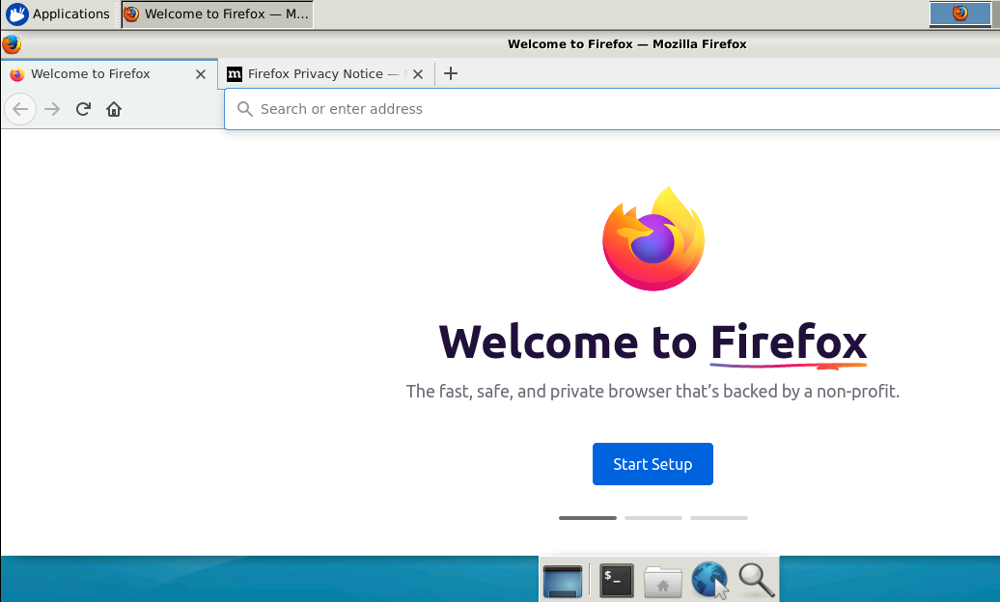 Applications
Welcome to Firefox — M...
Welcome to Firefox — Mozilla Firefox
Welcome to Firefox
m
Firefox Privacy Notice —
Search or enter address
Welcome to Firefox
The fast, safe, and private browser that’s backed by a non-profit.
Start Setup
$_